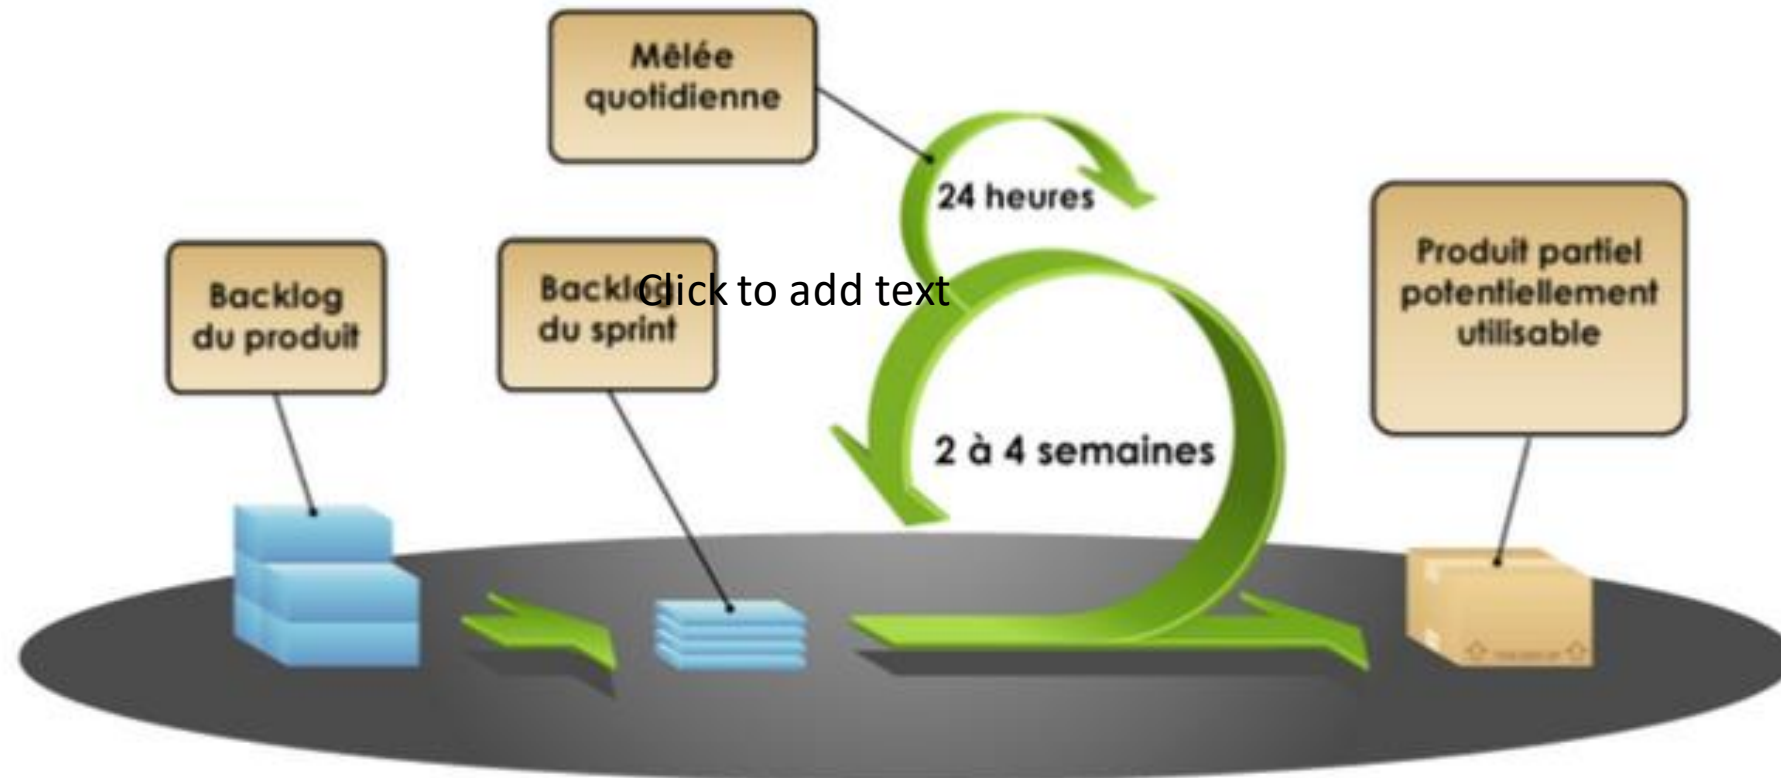 Mêlée
quotidienne
24 heures
Backlog
du produit
Backlog
du sprint
Click to add text
Produit partiel
potentiellement
utilisable
2 à 4 semaines